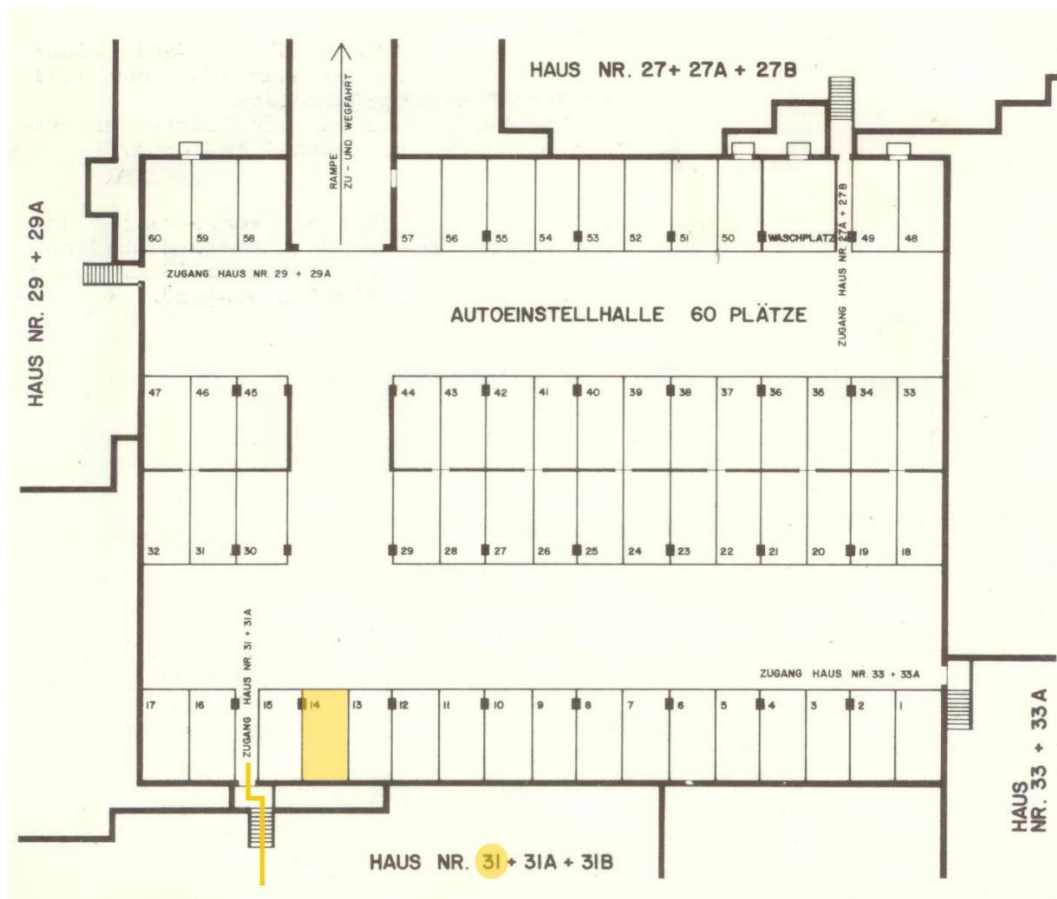 HAUS NR. 27+ 27A + 27B
RAMPE
ZU - UND WEGFAHRT
HAUS NR. 29 + 29A
60 59 58 57 56 55 54 53 52 51 50 WASCHPLATZ 49 48
ZUGANG HAUS NR. 29 + 29A
ZUGANG HAUS NR. 27A + 27B
AUTOEINSTELLHALLE 60 PLÄTZE
47 46 45 44 43 42 41 40 39 38 37 36 35 34 33
32 31 30 29 28 27 26 25 24 23 22 21 20 19 18
ZUGANG HAUS NR. 31 + 31A
ZUGANG HAUS NR 33 + 33A
17 16 15 14 13 12 11 10 9 8 7 6 5 4 3 2 1
HAUS
NR. 33 + 33A
HAUS NR. 31 + 31A + 31B